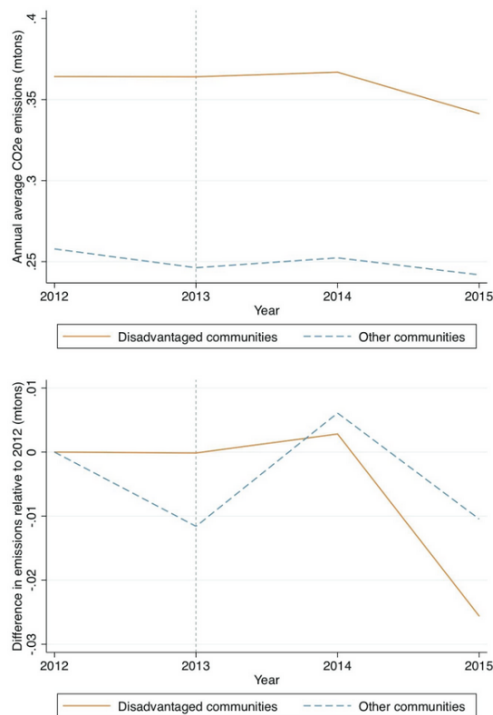 Annual average CO2e emissions (mtons)
.4
.35
.3
.25
2012 2013 2014 2015
Year
Disadvantaged communities Other communities
Difference in emissions relative to 2012 (mtons)
.01
0
-.01
-.02
-.03
2012 2013 2014 2015
Year
Disadvantaged communities Other communities